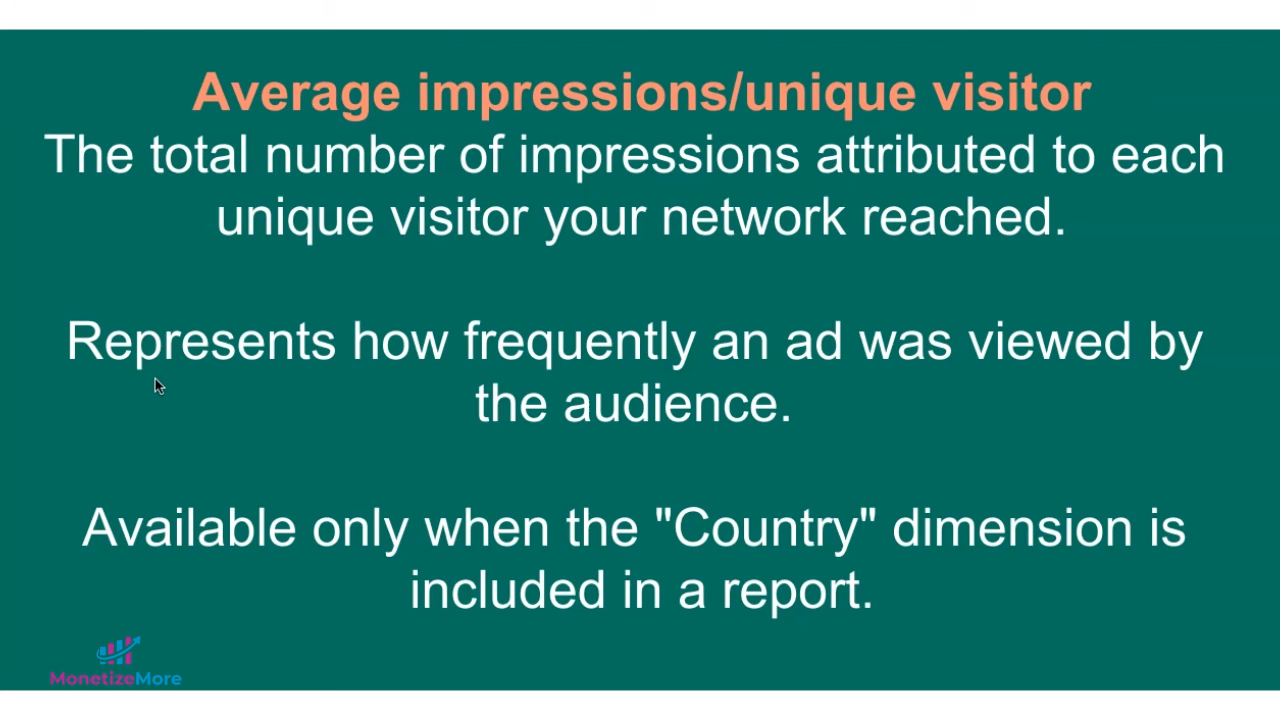 Average impressions/unique visitor
The total number of impressions attributed to each
unique visitor your network reached.
Represents how frequently an ad was viewed by
the audience.
Available only when the "Country" dimension is
included in a report.
MonetizeMore